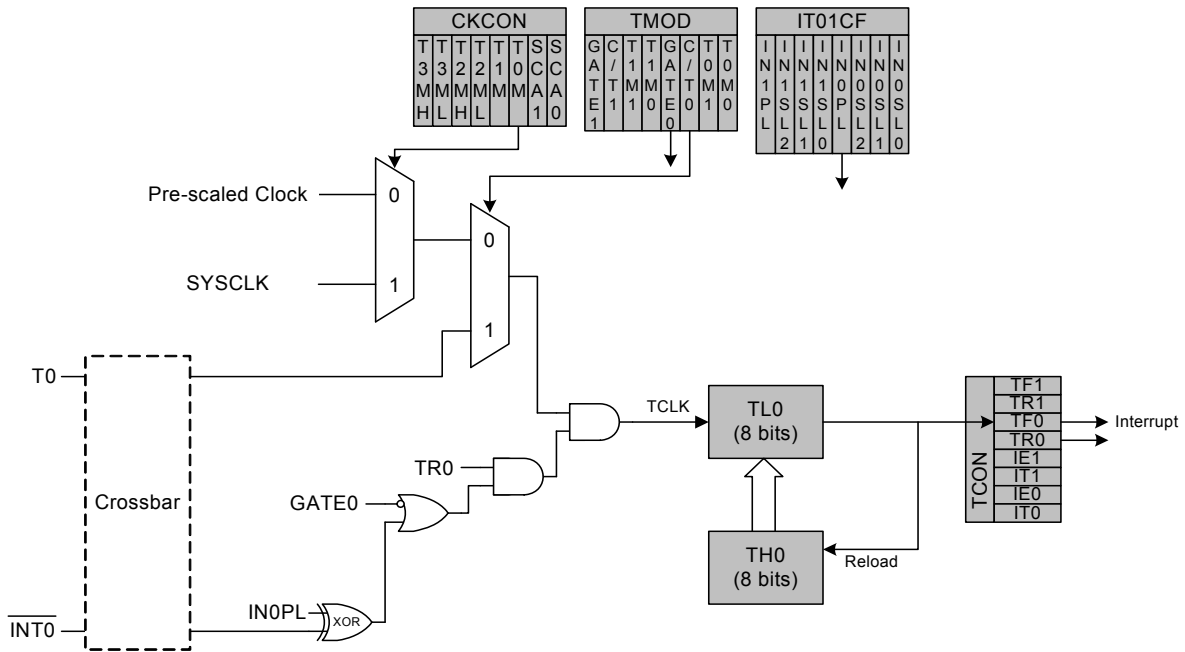 CKCON
T3MH T3ML T2MH T2ML T1M T0M SCA1 SCA0
TMOD
GATE1 C/T1 T1M1 T1M0 GATE0 C/T0 T0M1 T0M0
IT01CF
IN1PL IN1SL2 IN1SL1 IN1SL0 IN0PL IN0SL2 IN0SL1 IN0SL0
Pre-scaled Clock
0
0
SYSCLK
1
1
T0
Crossbar
TCLK
TL0
(8 bits)
TCON
TF1
TR1
TF0
TR0
IE1
IT1
IE0
IT0
Interrupt
TR0
GATE0
TH0
(8 bits)
Reload
IN0PL
XOR
INT0